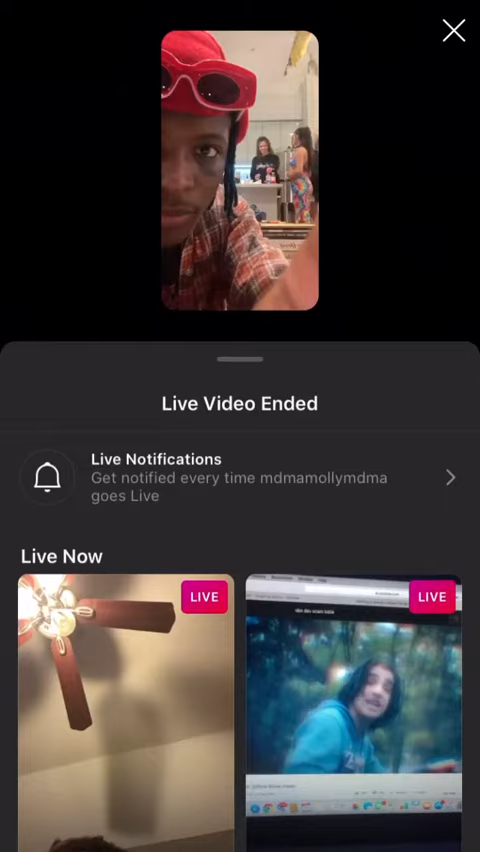 Live Video Ended
Live Notifications
Get notified every time mdmamollymdma
goes Live
Live Now
LIVE
LIVE